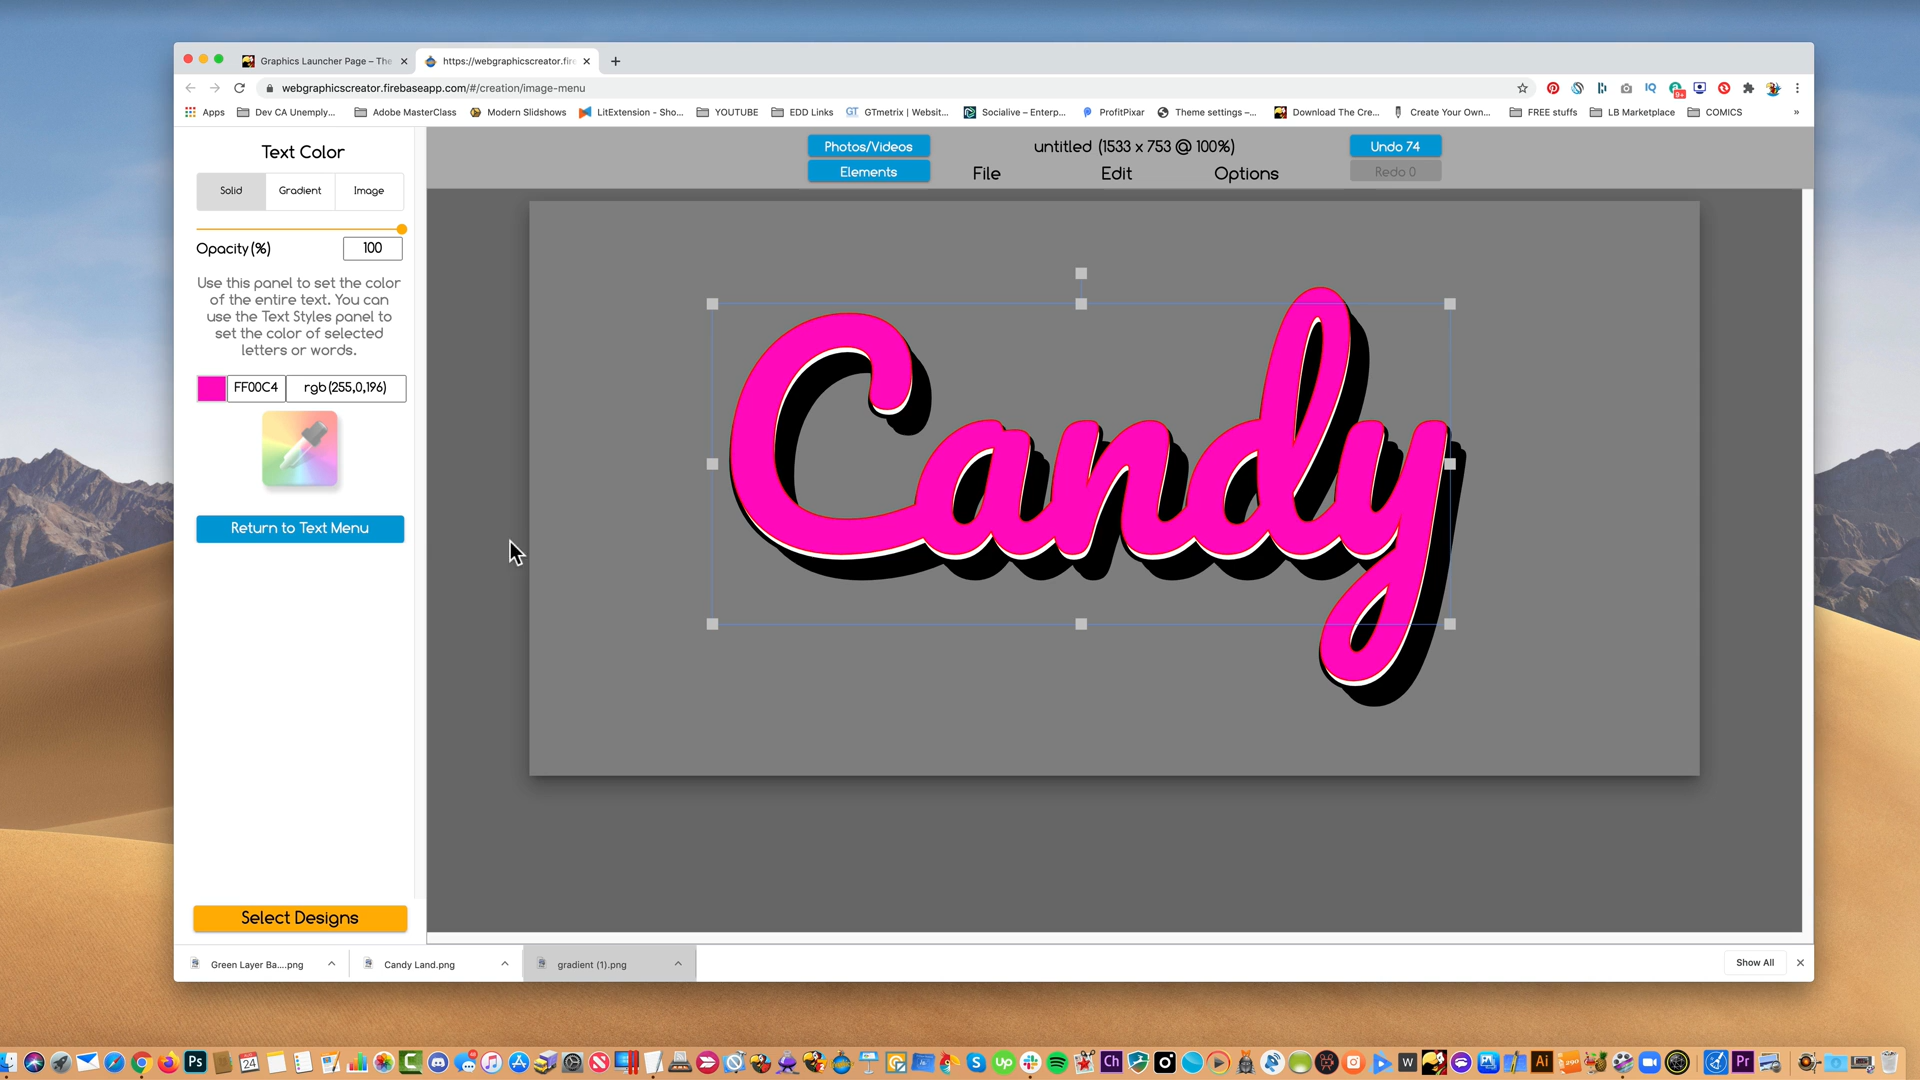 Graphics Launcher Page – The
https://webgraphicscreator.fire
webgraphicscreator.firebaseapp.com/#/creation/image-menu
Apps
Dev CA Unemply...
Adobe MasterClass
Modern Slideshows
LitExtension - Sho...
YOUTUBE
EDD Links
GTmetrix | Websit...
Socialive – Enterp...
ProfitPixar
Theme settings –...
Download The Cre...
Create Your Own...
FREE stuffs
LB Marketplace
COMICS
»
Text Color
Solid
Gradient
Image
Opacity (%)
100
Use this panel to set the color
of the entire text. You can
use the Text Styles panel to
set the color of selected
letters or words.
FF00C4
rgb(255,0,196)
Return to Text Menu
Select Designs
Photos/Videos
Elements
untitled (1533 x 753 @ 100%)
File
Edit
Options
Undo 74
Redo 0
Candy
Green Layer Ba....png
Candy Land.png
gradient (1).png
Show All